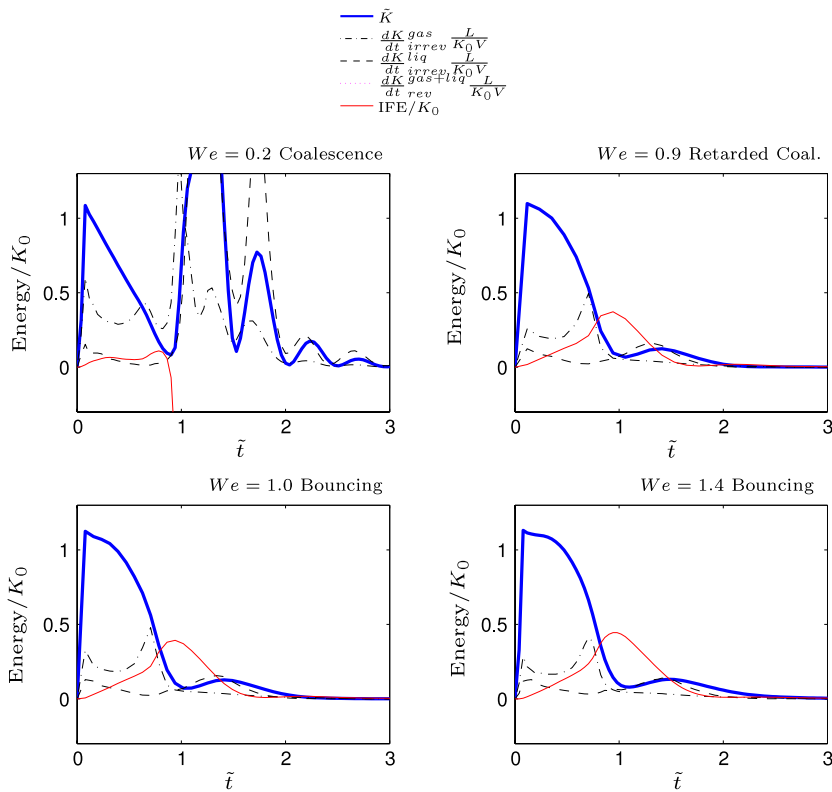 K̃
dK/dt gas irrev L/K₀V
dK/dt liq irrev L/K₀V
dK/dt gas+liq rev L/K₀V
IFE/K₀
We = 0.2 Coalescence
Energy/K₀
1
0.5
0
0 1 2 3
t̃
We = 0.9 Retarded Coal.
Energy/K₀
1
0.5
0
0 1 2 3
t̃
We = 1.0 Bouncing
Energy/K₀
1
0.5
0
0 1 2 3
t̃
We = 1.4 Bouncing
Energy/K₀
1
0.5
0
0 1 2 3
t̃